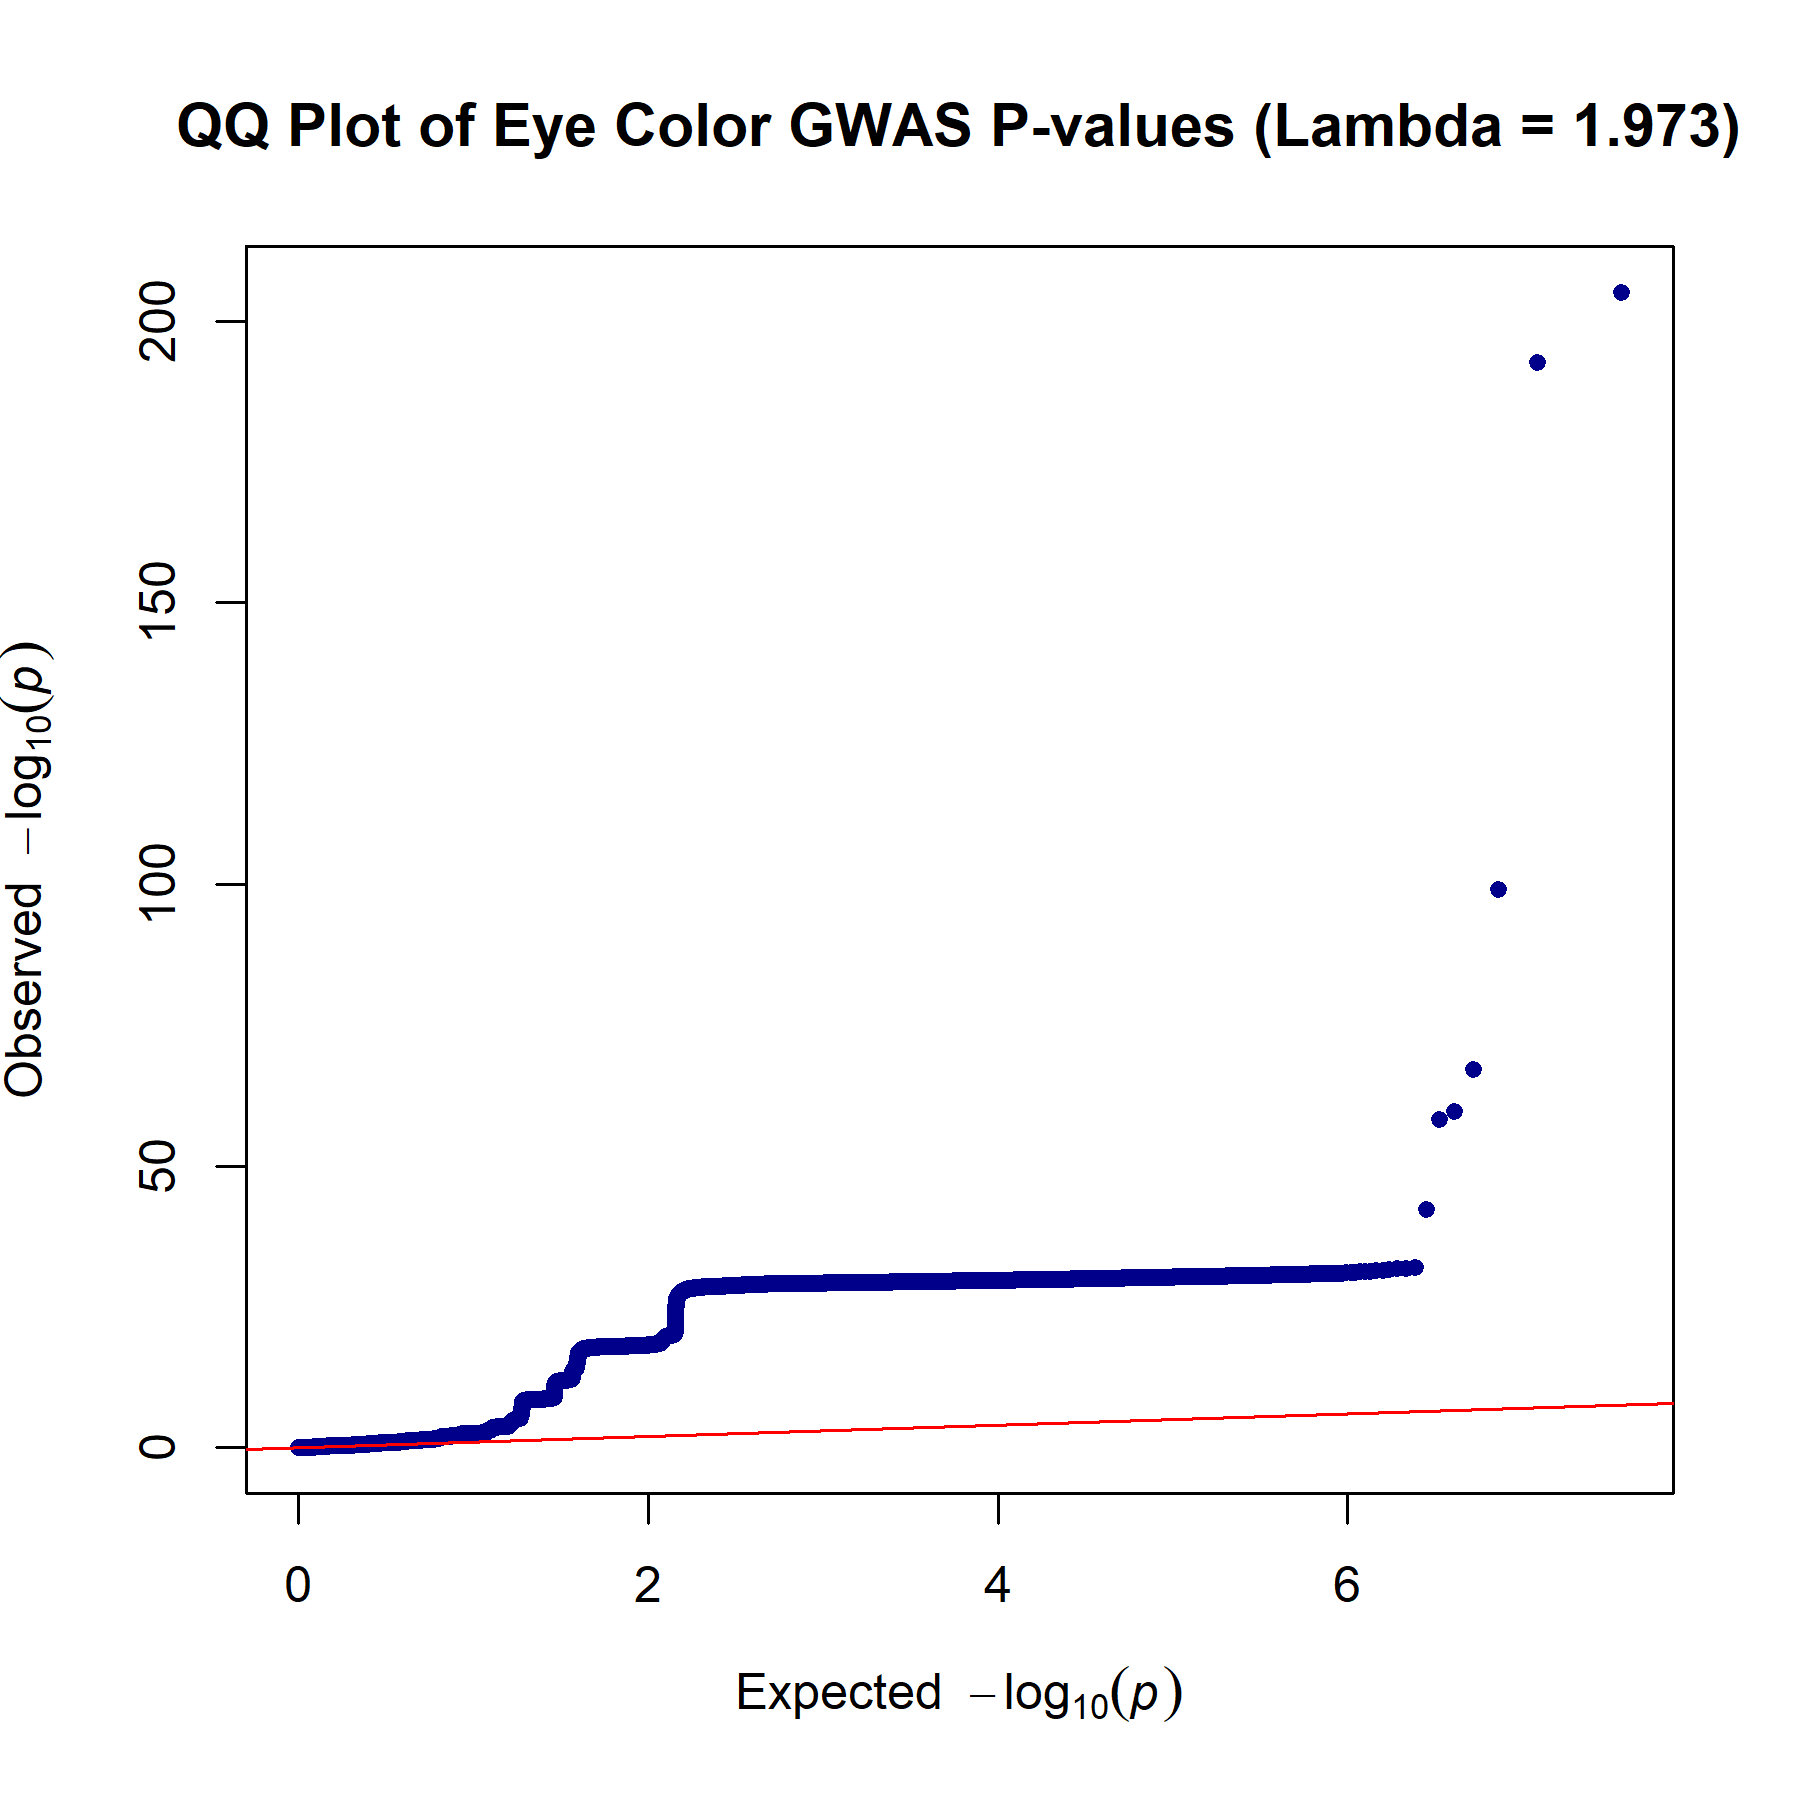 QQ Plot of Eye Color GWAS P-values (Lambda = 1.973)
200
150
100
50
0
Observed −log10(p)
0 2 4 6
Expected −log10(p)